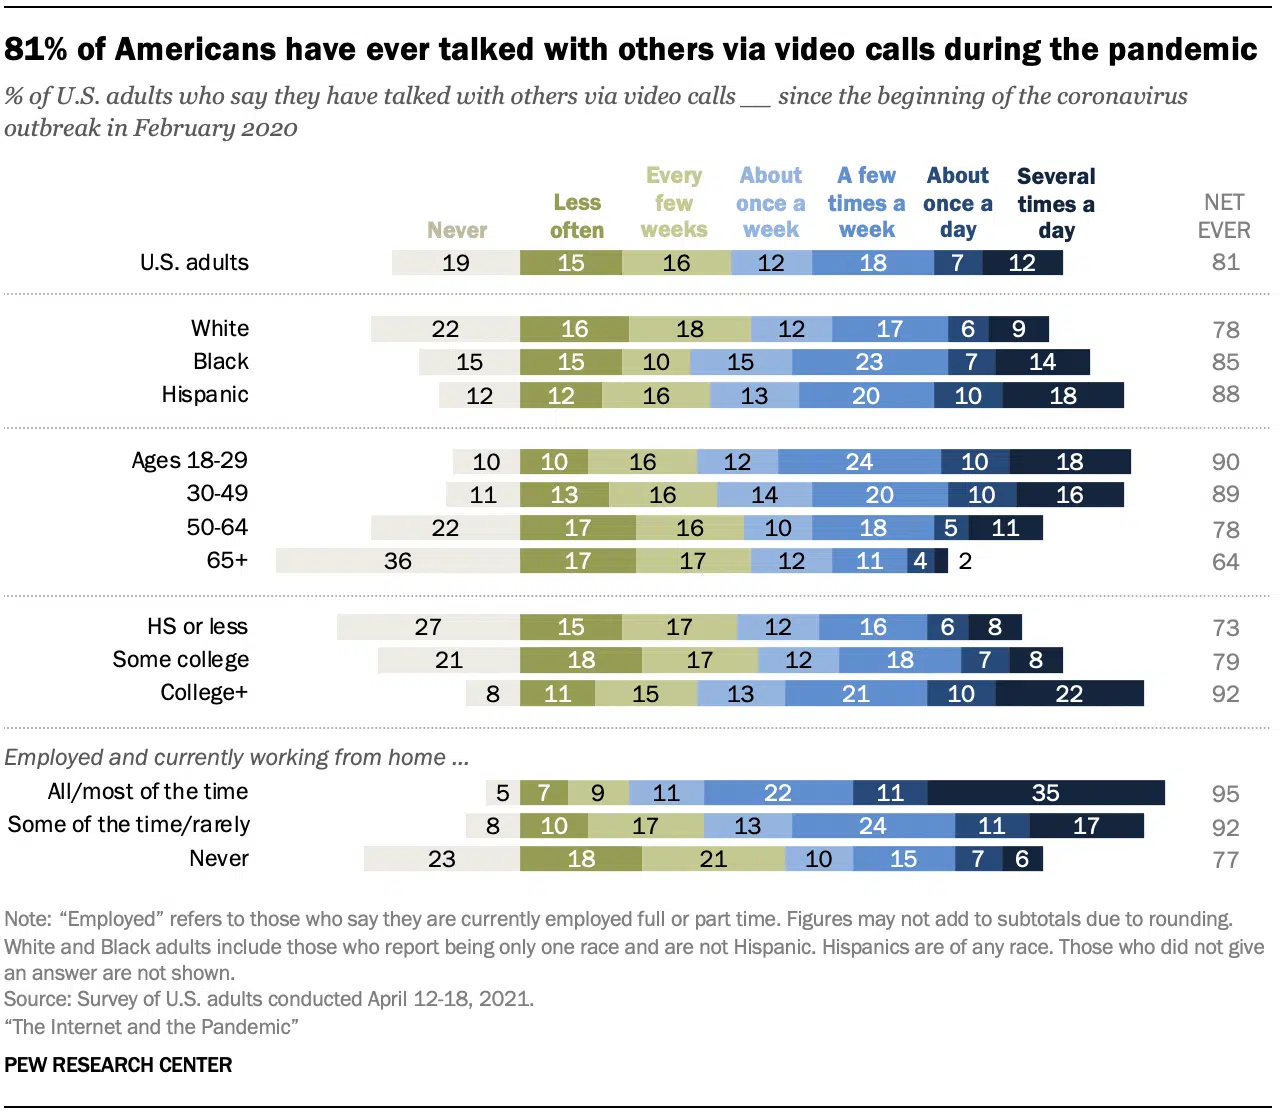 81% of Americans have ever talked with others via video calls during the pandemic
% of U.S. adults who say they have talked with others via video calls __ since the beginning of the coronavirus
outbreak in February 2020
Never Less often Every few weeks About once a week A few times a week About once a day Several times a day NET EVER
U.S. adults 19 15 16 12 18 7 12 81
White 22 16 18 12 17 6 9 78
Black 15 15 10 15 23 7 14 85
Hispanic 12 12 16 13 20 10 18 88
Ages 18-29 10 10 16 12 24 10 18 90
30-49 11 13 16 14 20 10 16 89
50-64 22 17 16 10 18 5 11 78
65+ 36 17 17 12 11 4 2 64
HS or less 27 15 17 12 16 6 8 73
Some college 21 18 17 12 18 7 8 79
College+ 8 11 15 13 21 10 22 92
Employed and currently working from home ...
All/most of the time 5 7 9 11 22 11 35 95
Some of the time/rarely 8 10 17 13 24 11 17 92
Never 23 18 21 10 15 7 6 77
Note: “Employed” refers to those who say they are currently employed full or part time. Figures may not add to subtotals due to rounding.
White and Black adults include those who report being only one race and are not Hispanic. Hispanics are of any race. Those who did not give
an answer are not shown.
Source: Survey of U.S. adults conducted April 12-18, 2021.
“The Internet and the Pandemic”
PEW RESEARCH CENTER